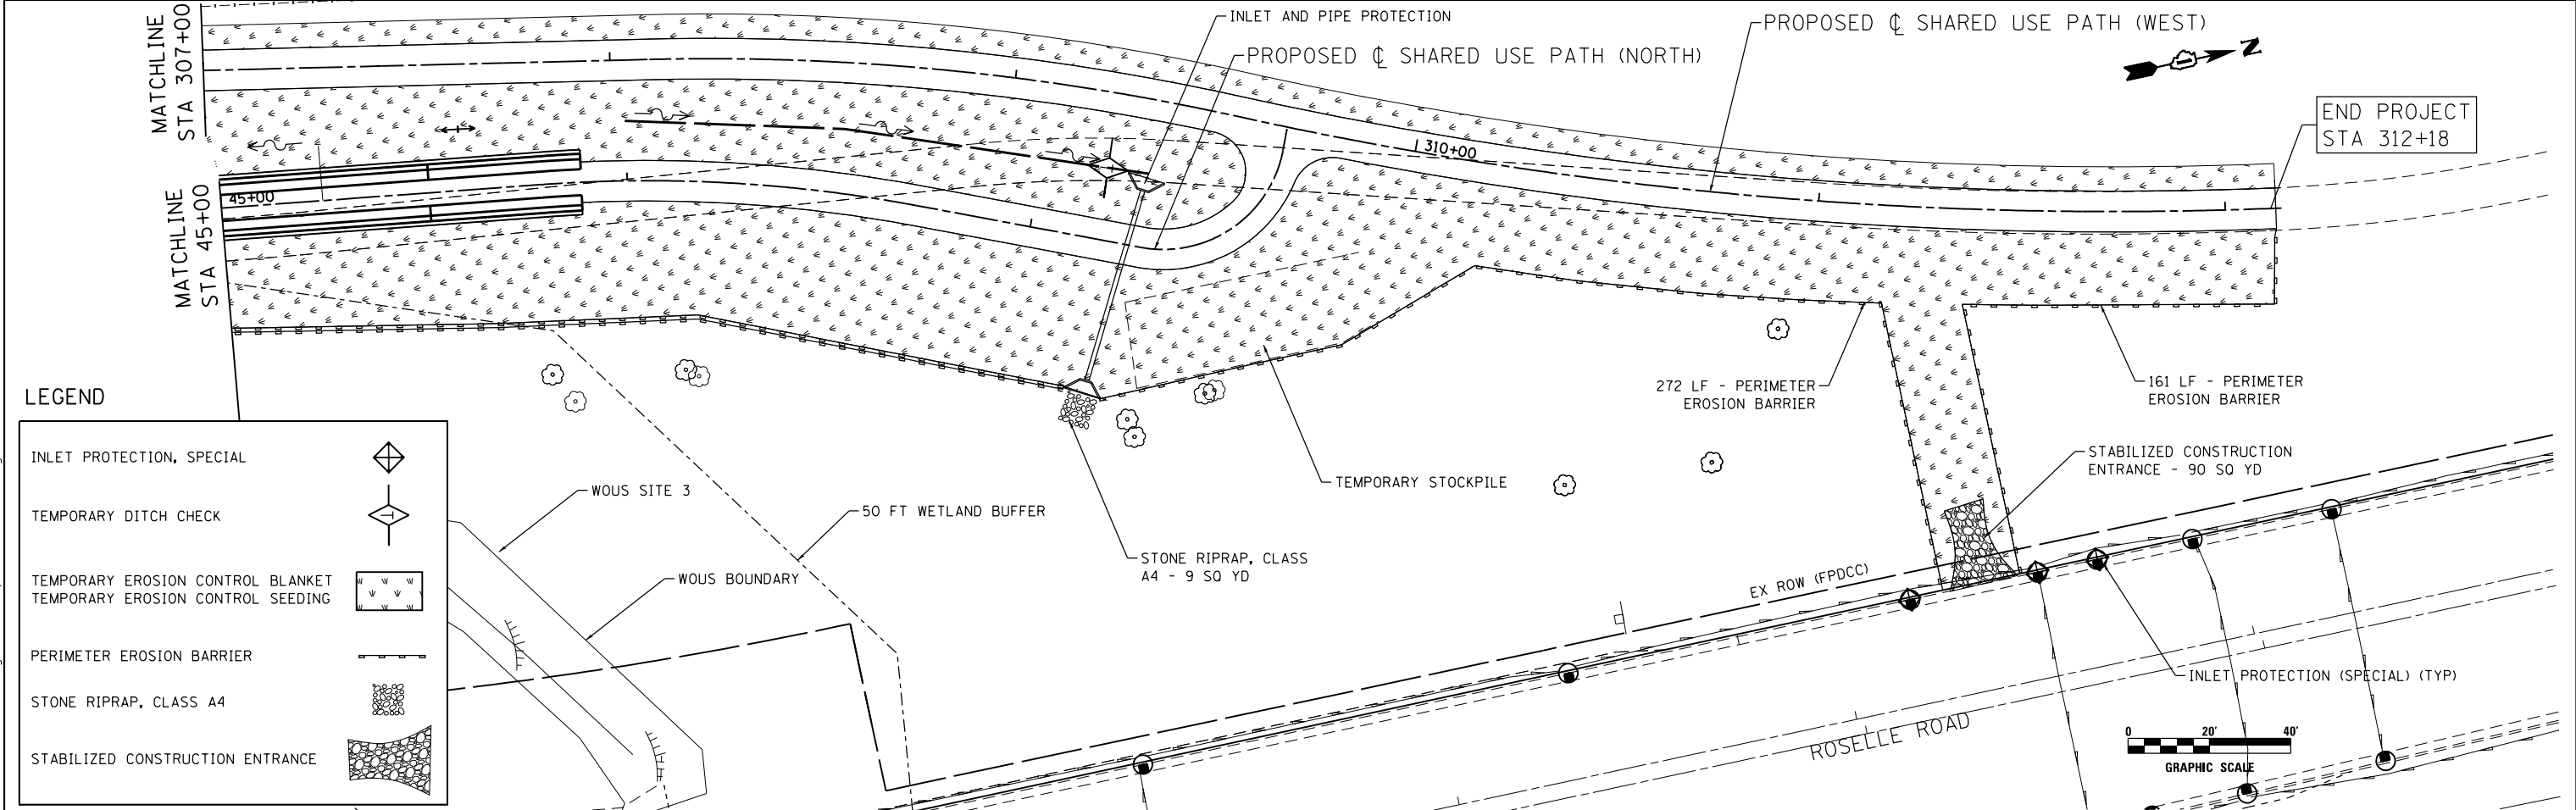 MATCHLINE
STA 307+00
INLET AND PIPE PROTECTION
PROPOSED ℄ SHARED USE PATH (NORTH)
PROPOSED ℄ SHARED USE PATH (WEST)
N
END PROJECT
STA 312+18
310+00
MATCHLINE
STA 45+00
45+00
272 LF - PERIMETER
EROSION BARRIER
161 LF - PERIMETER
EROSION BARRIER
STABILIZED CONSTRUCTION
ENTRANCE - 90 SQ YD
TEMPORARY STOCKPILE
WOUS SITE 3
50 FT WETLAND BUFFER
STONE RIPRAP, CLASS
A4 - 9 SQ YD
WOUS BOUNDARY
EX ROW (FPDCC)
INLET PROTECTION (SPECIAL) (TYP)
ROSELLE ROAD
0 20' 40'
GRAPHIC SCALE
LEGEND
INLET PROTECTION, SPECIAL
TEMPORARY DITCH CHECK
TEMPORARY EROSION CONTROL BLANKET
TEMPORARY EROSION CONTROL SEEDING
PERIMETER EROSION BARRIER
STONE RIPRAP, CLASS A4
STABILIZED CONSTRUCTION ENTRANCE